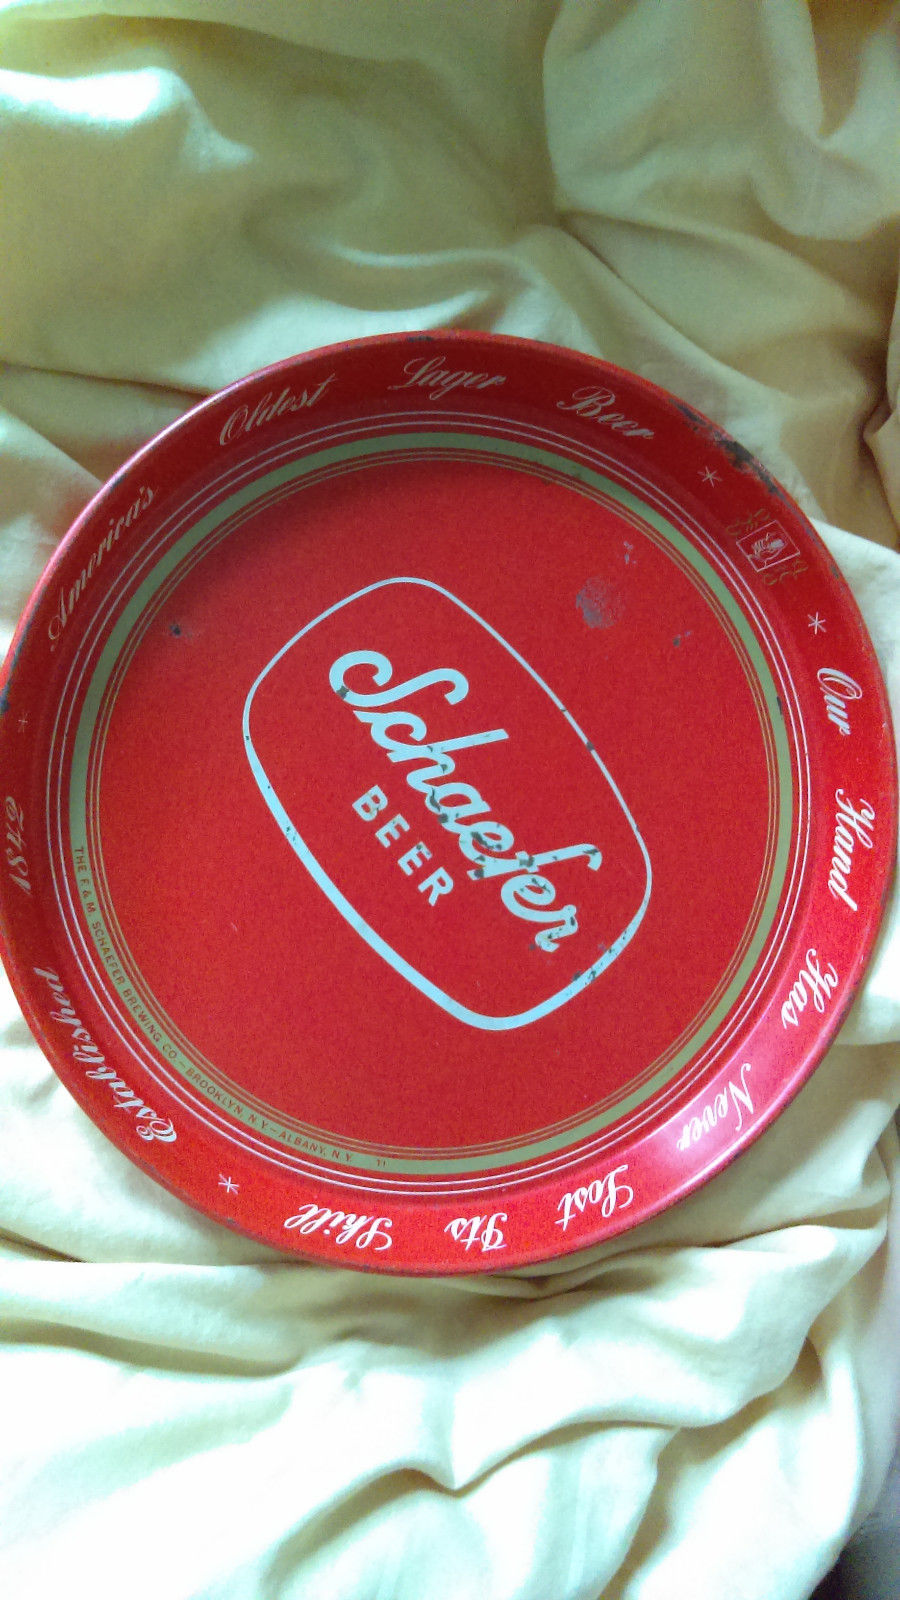 Schaefer
BEER
America's Oldest Lager Beer
Our Hand Has Never Lost Its Skill
Established 1842
THE F. & M. SCHAEFER BREWING CO. – BROOKLYN, N.Y. – ALBANY, N.Y.